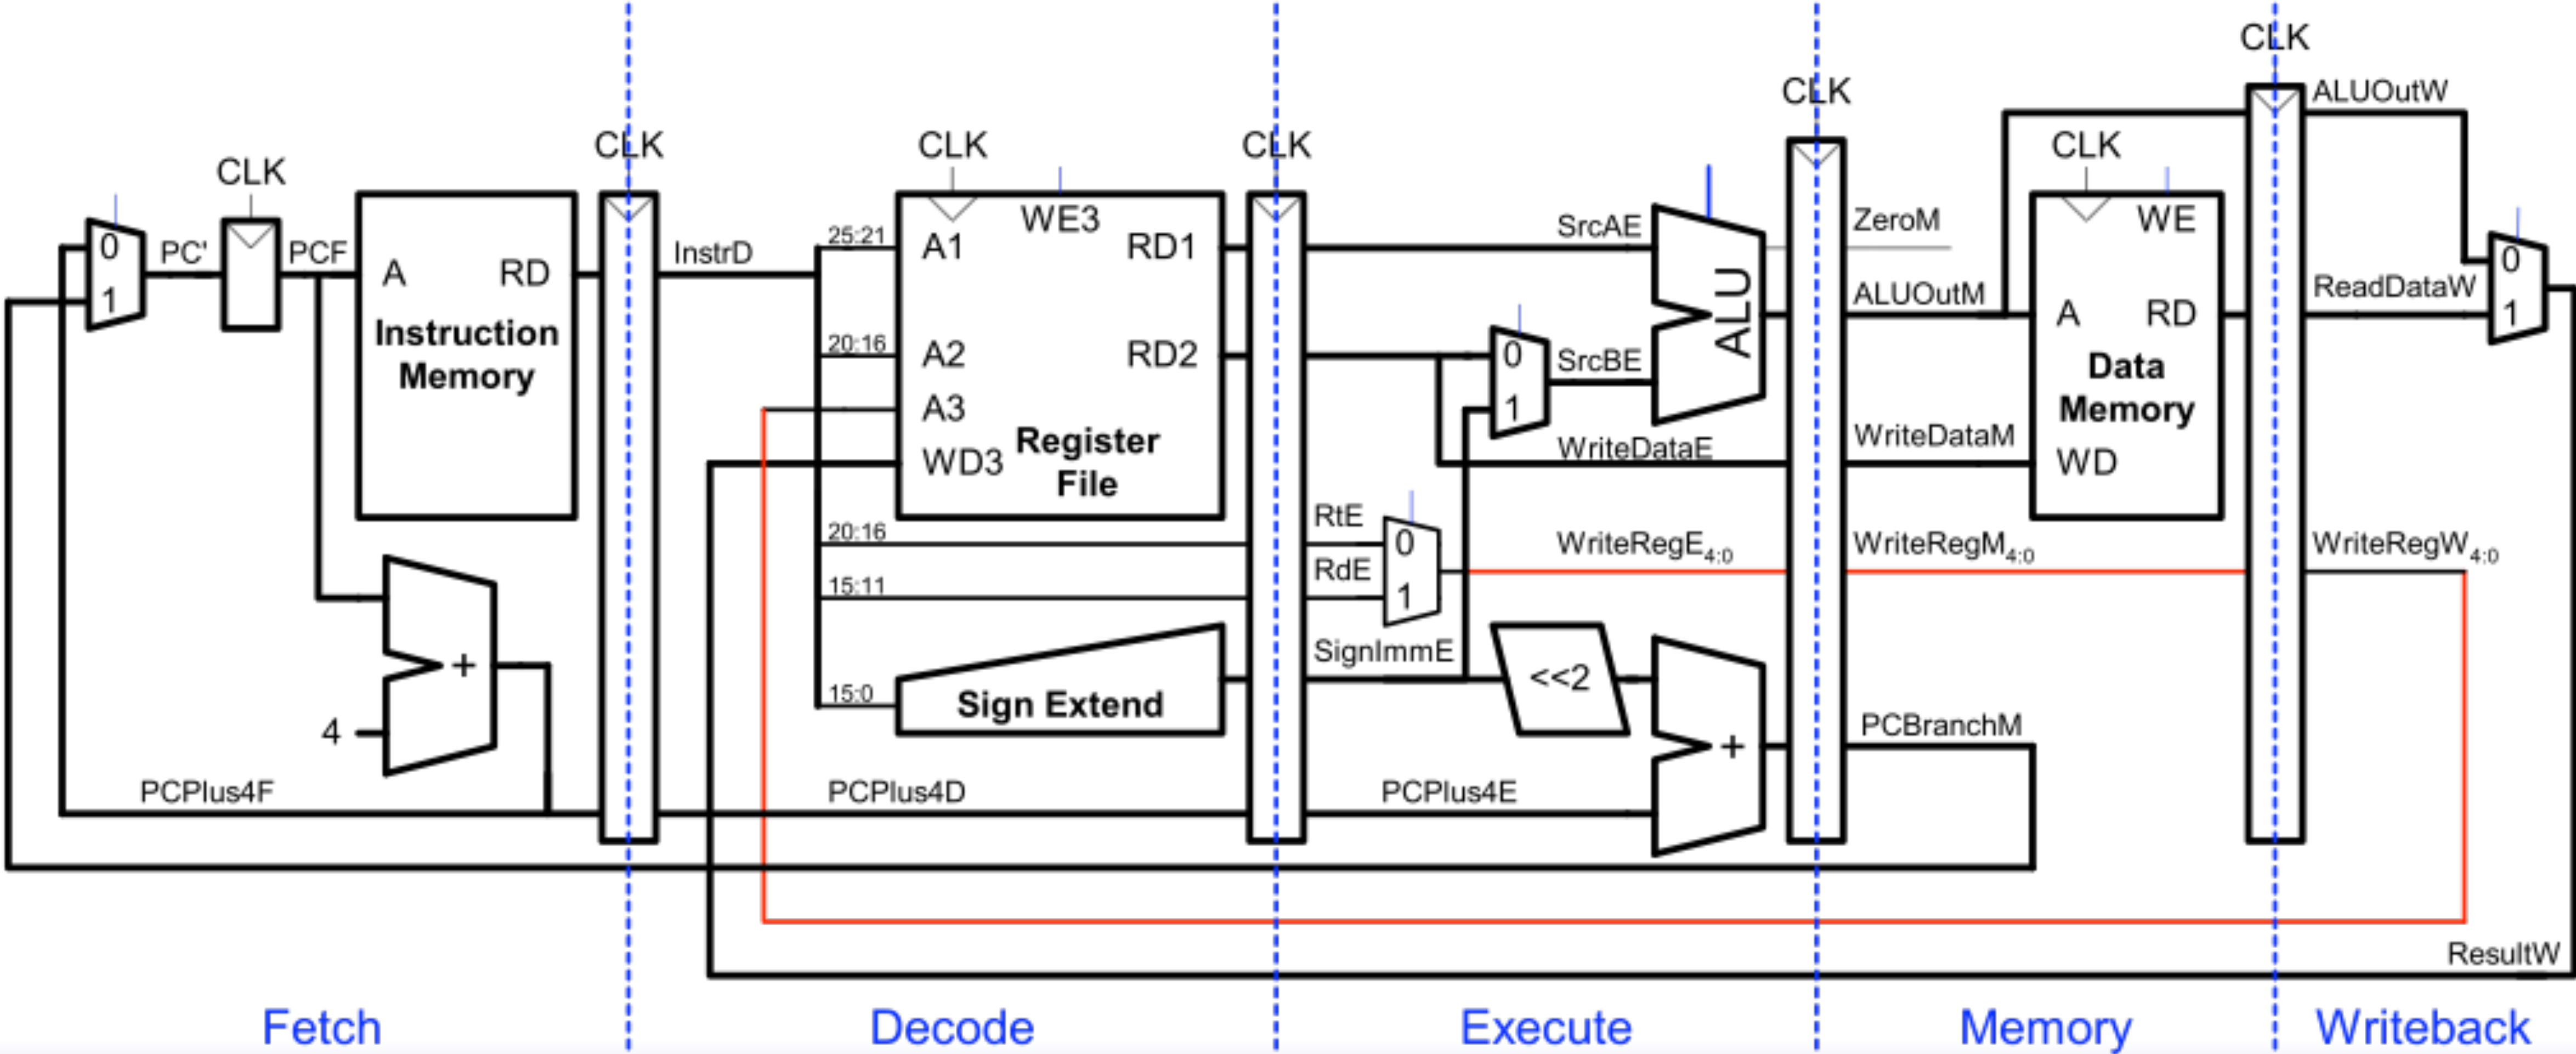 CLK
CLK
CLK
CLK
CLK
CLK
CLK
ALUOutW
0
1
PC'
PCF
A
RD
Instruction
Memory
InstrD
25:21
20:16
A1
A2
A3
WD3
WE3
RD1
RD2
Register
File
SrcAE
SrcBE
0
1
ALU
WriteDataE
ZeroM
ALUOutM
WriteDataM
A
RD
WE
Data
Memory
WD
ReadDataW
0
1
20:16
15:11
15:0
RtE
RdE
0
1
WriteRegE4:0
WriteRegM4:0
WriteRegW4:0
SignImmE
Sign Extend
<<2
+
4
+
PCBranchM
PCPlus4F
PCPlus4D
PCPlus4E
ResultW
Fetch
Decode
Execute
Memory
Writeback